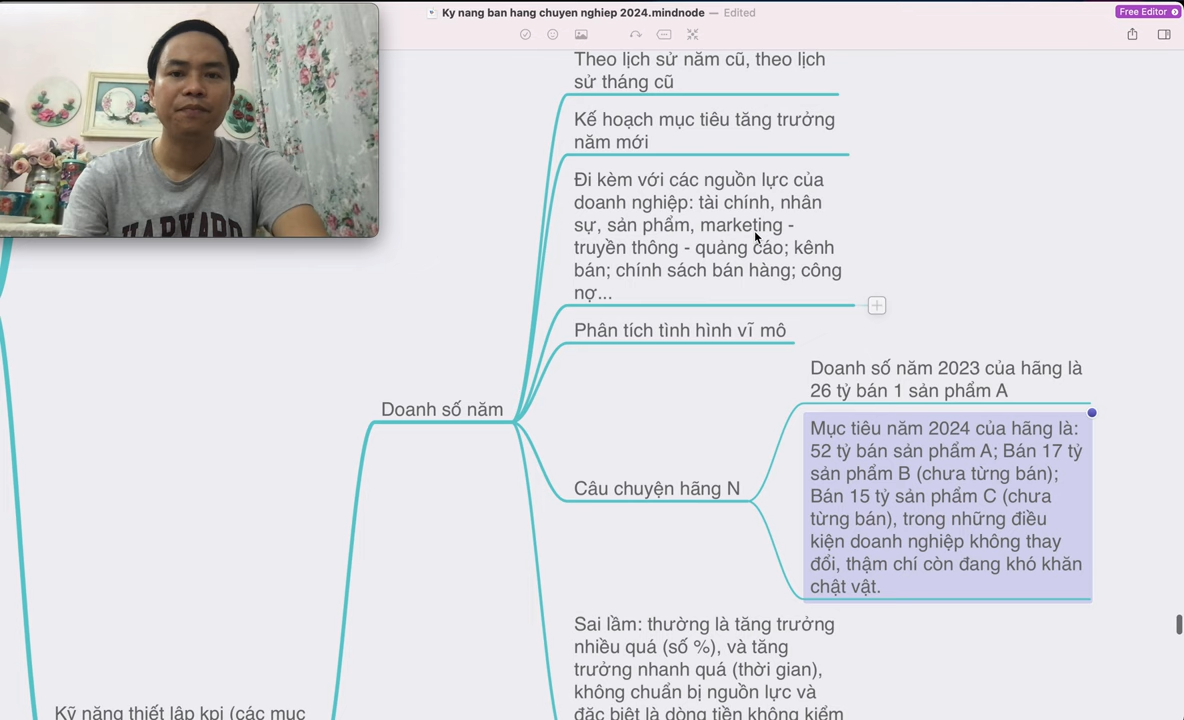 Ky nang ban hang chuyen nghiep 2024.mindnode — Edited
Free Editor
HARVARD
Theo lịch sử năm cũ, theo lịch
sử tháng cũ
Kế hoạch mục tiêu tăng trưởng
năm mới
Đi kèm với các nguồn lực của
doanh nghiệp: tài chính, nhân
sự, sản phẩm, marketing -
truyền thông - quảng cáo; kênh
bán; chính sách bán hàng; công
nợ...
Phân tích tình hình vĩ mô
Doanh số năm
Câu chuyện hãng N
Doanh số năm 2023 của hãng là
26 tỷ bán 1 sản phẩm A
Mục tiêu năm 2024 của hãng là:
52 tỷ bán sản phẩm A; Bán 17 tỷ
sản phẩm B (chưa từng bán);
Bán 15 tỷ sản phẩm C (chưa
từng bán), trong những điều
kiện doanh nghiệp không thay
đổi, thậm chí còn đang khó khăn
chật vật.
Sai lầm: thường là tăng trưởng
nhiều quá (số %), và tăng
trưởng nhanh quá (thời gian),
không chuẩn bị nguồn lực và
đặc biệt là dòng tiền không kiểm
Kỹ năng thiết lập kpi (các mục